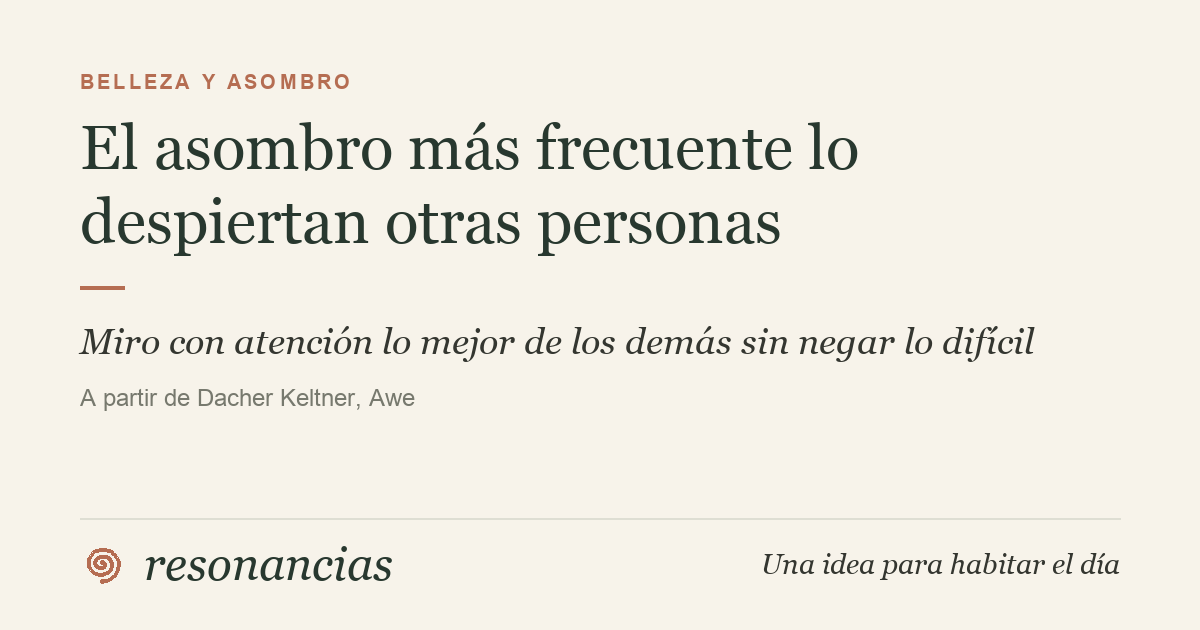 BELLEZA Y ASOMBRO
El asombro más frecuente lo
despiertan otras personas
Miro con atención lo mejor de los demás sin negar lo difícil
A partir de Dacher Keltner, Awe
resonancias
Una idea para habitar el día